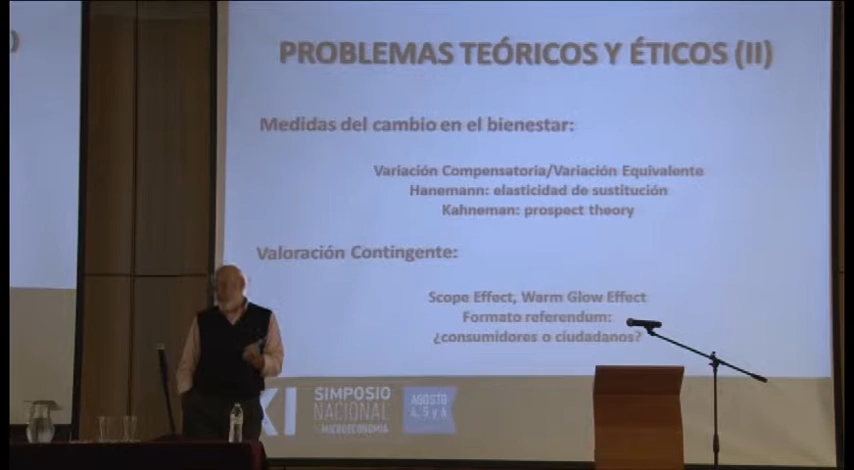 PROBLEMAS TEÓRICOS Y ÉTICOS (II)
Medidas del cambio en el bienestar:
Variación Compensatoria/Variación Equivalente
Hanemann: elasticidad de sustitución
Kahneman: prospect theory
Valoración Contingente:
Scope Effect, Warm Glow Effect
Formato referendum:
¿consumidores o ciudadanos?
XI
SIMPOSIO
NACIONAL
DE MICROECONOMÍA
AGOSTO
4, 5 y 6